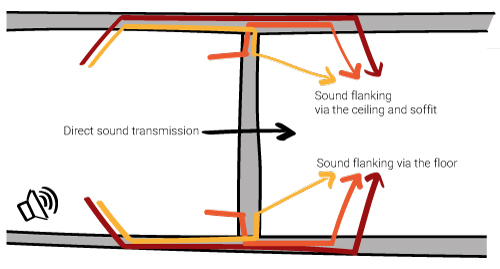 Sound flanking
via the ceiling and soffit
Direct sound transmission
Sound flanking via the floor